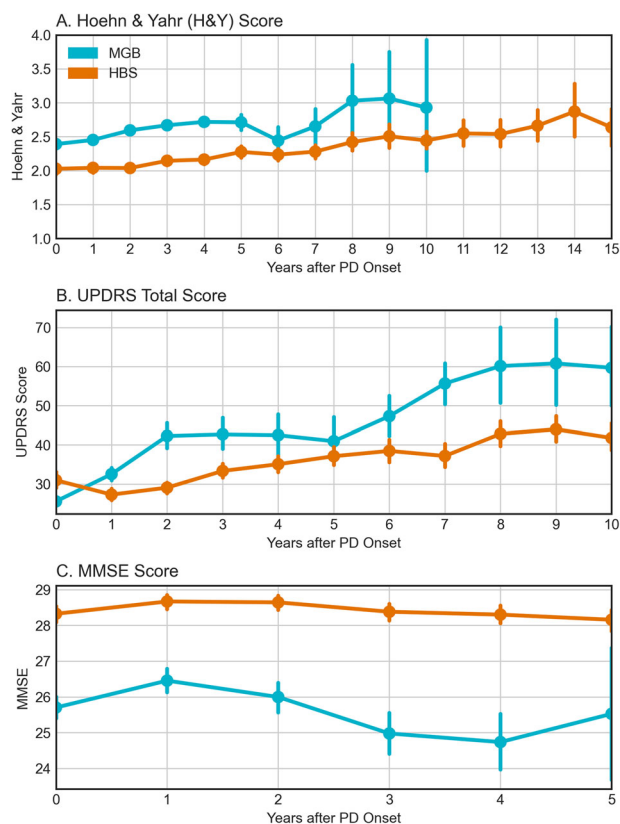 A. Hoehn & Yahr (H&Y) Score
4.0
3.5
3.0
2.5
2.0
1.5
1.0
Hoehn & Yahr
MGB
HBS
0 1 2 3 4 5 6 7 8 9 10 11 12 13 14 15
Years after PD Onset
B. UPDRS Total Score
70
60
50
40
30
UPDRS Score
0 1 2 3 4 5 6 7 8 9 10
Years after PD Onset
C. MMSE Score
29
28
27
26
25
24
MMSE
0 1 2 3 4 5
Years after PD Onset